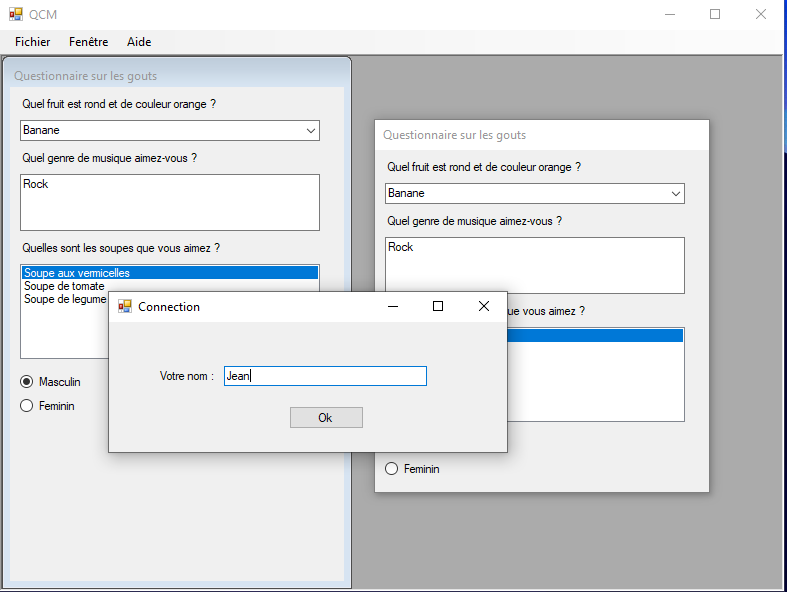 QCM
Fichier Fenêtre Aide
Questionnaire sur les gouts
Quel fruit est rond et de couleur orange ?
Banane
Quel genre de musique aimez-vous ?
Rock
Quelles sont les soupes que vous aimez ?
Soupe aux vermicelles
Soupe de tomate
Soupe de legume
Masculin
Feminin
Questionnaire sur les gouts
Quel fruit est rond et de couleur orange ?
Banane
Quel genre de musique aimez-vous ?
Rock
que vous aimez ?
Feminin
Connection
Votre nom : Jean
Ok